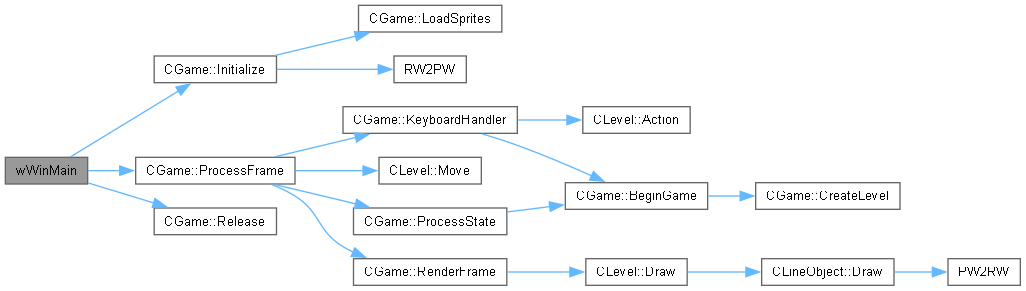 CGame::LoadSprites
CGame::Initialize
RW2PW
CGame::KeyboardHandler
CLevel::Action
wWinMain
CGame::ProcessFrame
CLevel::Move
CGame::BeginGame
CGame::CreateLevel
CGame::Release
CGame::ProcessState
CGame::RenderFrame
CLevel::Draw
CLineObject::Draw
PW2RW